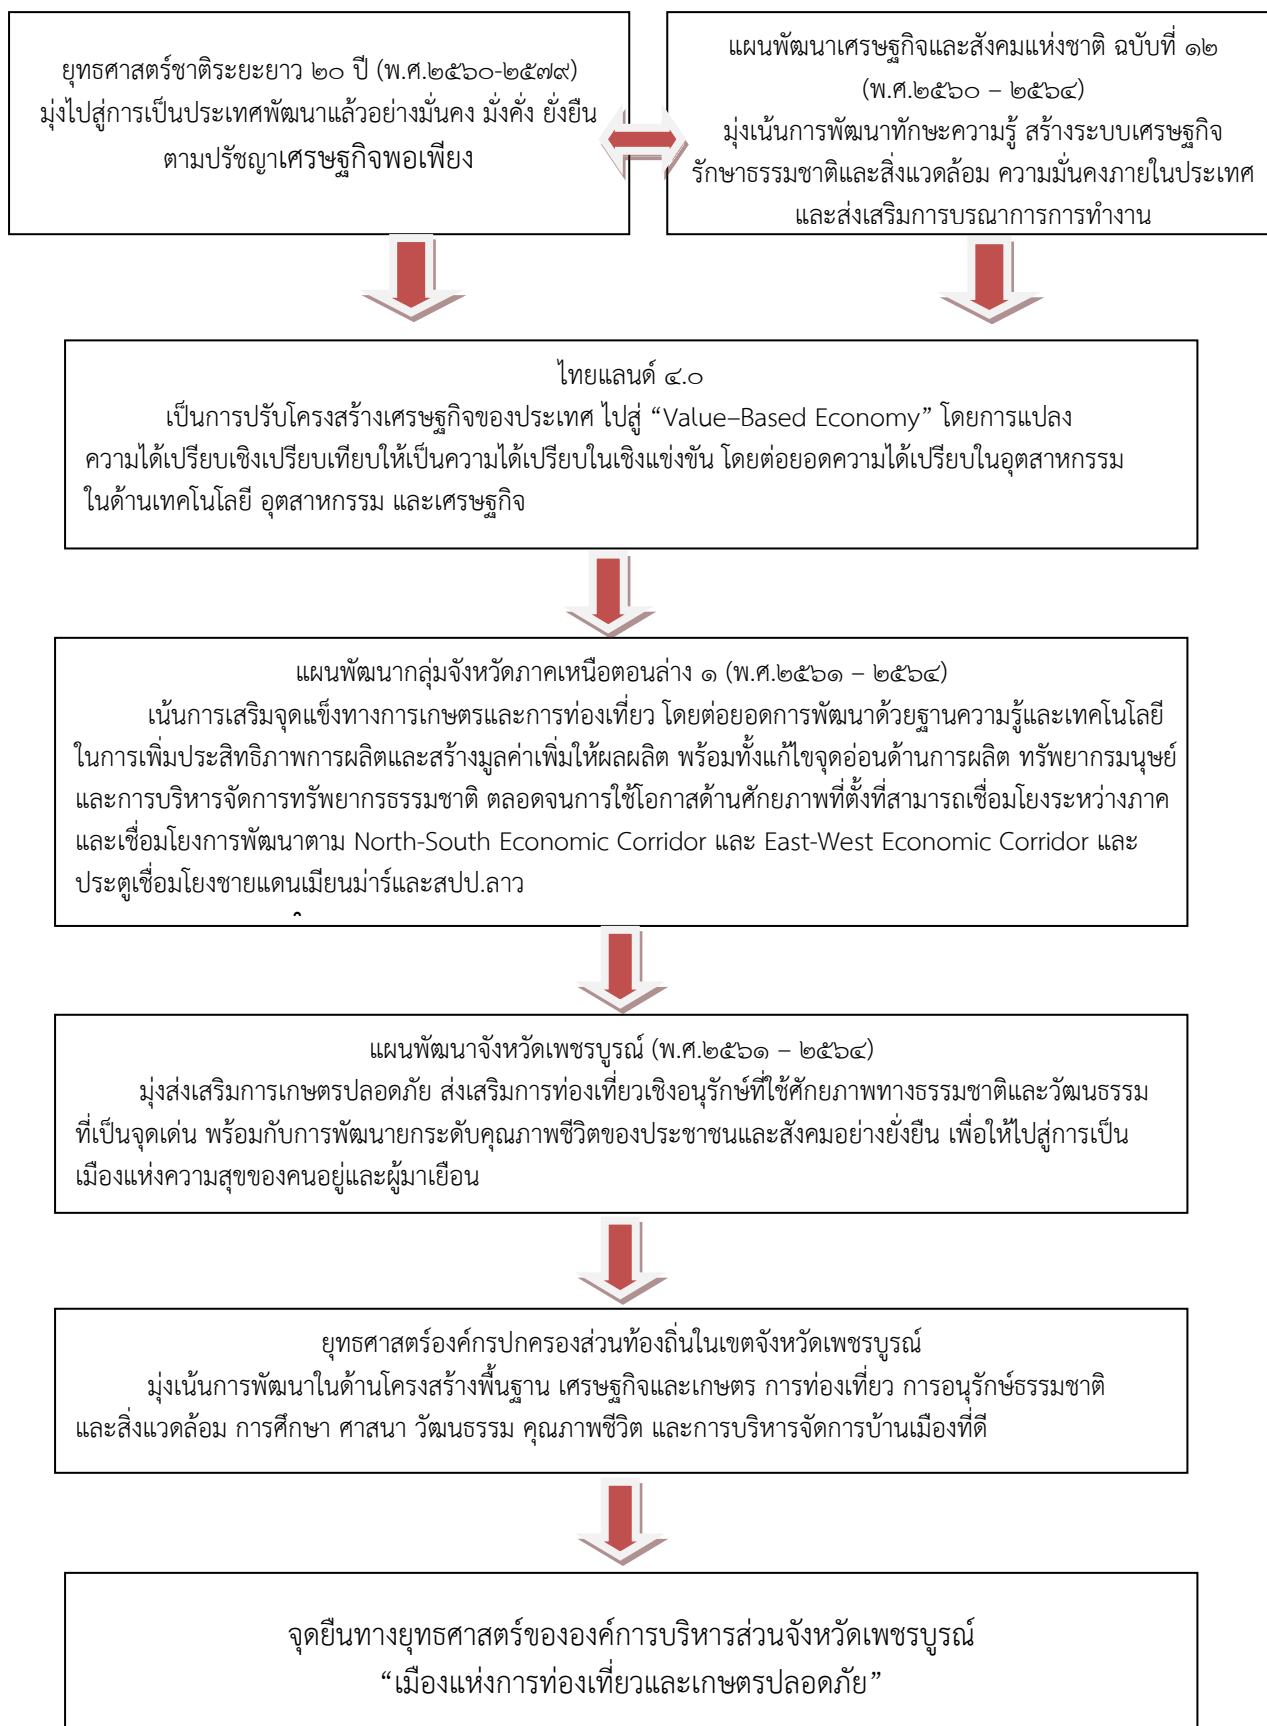 ยุทธศาสตร์ชาติระยะยาว ๒๐ ปี (พ.ศ.๒๕๖๐-๒๕๗๙)
มุ่งไปสู่การเป็นประเทศพัฒนาแล้วอย่างมั่นคง มั่งคั่ง ยั่งยืน
ตามปรัชญาเศรษฐกิจพอเพียง
แผนพัฒนาเศรษฐกิจและสังคมแห่งชาติ ฉบับที่ ๑๒
(พ.ศ.๒๕๖๐ – ๒๕๖๔)
มุ่งเน้นการพัฒนาทักษะความรู้ สร้างระบบเศรษฐกิจ
รักษาธรรมชาติและสิ่งแวดล้อม ความมั่นคงภายในประเทศ
และส่งเสริมการบรณาการการทำงาน
ไทยแลนด์ ๔.๐
เป็นการปรับโครงสร้างเศรษฐกิจของประเทศ ไปสู่ “Value–Based Economy” โดยการแปลง
ความได้เปรียบเชิงเปรียบเทียบให้เป็นความได้เปรียบในเชิงแข่งขัน โดยต่อยอดความได้เปรียบในอุตสาหกรรม
ในด้านเทคโนโลยี อุตสาหกรรม และเศรษฐกิจ
แผนพัฒนากลุ่มจังหวัดภาคเหนือตอนล่าง ๑ (พ.ศ.๒๕๖๑ – ๒๕๖๔)
เน้นการเสริมจุดแข็งทางการเกษตรและการท่องเที่ยว โดยต่อยอดการพัฒนาด้วยฐานความรู้และเทคโนโลยี
ในการเพิ่มประสิทธิภาพการผลิตและสร้างมูลค่าเพิ่มให้ผลผลิต พร้อมทั้งแก้ไขจุดอ่อนด้านการผลิต ทรัพยากรมนุษย์
และการบริหารจัดการทรัพยากรธรรมชาติ ตลอดจนการใช้โอกาสด้านศักยภาพที่ตั้งที่สามารถเชื่อมโยงระหว่างภาค
และเชื่อมโยงการพัฒนาตาม North-South Economic Corridor และ East-West Economic Corridor และ
ประตูเชื่อมโยงชายแดนเมียนม่าร์และสปป.ลาว
แผนพัฒนาจังหวัดเพชรบูรณ์ (พ.ศ.๒๕๖๑ – ๒๕๖๔)
มุ่งส่งเสริมการเกษตรปลอดภัย ส่งเสริมการท่องเที่ยวเชิงอนุรักษ์ที่ใช้ศักยภาพทางธรรมชาติและวัฒนธรรม
ที่เป็นจุดเด่น พร้อมกับการพัฒนายกระดับคุณภาพชีวิตของประชาชนและสังคมอย่างยั่งยืน เพื่อให้ไปสู่การเป็น
เมืองแห่งความสุขของคนอยู่และผู้มาเยือน
ยุทธศาสตร์องค์กรปกครองส่วนท้องถิ่นในเขตจังหวัดเพชรบูรณ์
มุ่งเน้นการพัฒนาในด้านโครงสร้างพื้นฐาน เศรษฐกิจและเกษตร การท่องเที่ยว การอนุรักษ์ธรรมชาติ
และสิ่งแวดล้อม การศึกษา ศาสนา วัฒนธรรม คุณภาพชีวิต และการบริหารจัดการบ้านเมืองที่ดี
จุดยืนทางยุทธศาสตร์ขององค์การบริหารส่วนจังหวัดเพชรบูรณ์
“เมืองแห่งการท่องเที่ยวและเกษตรปลอดภัย”